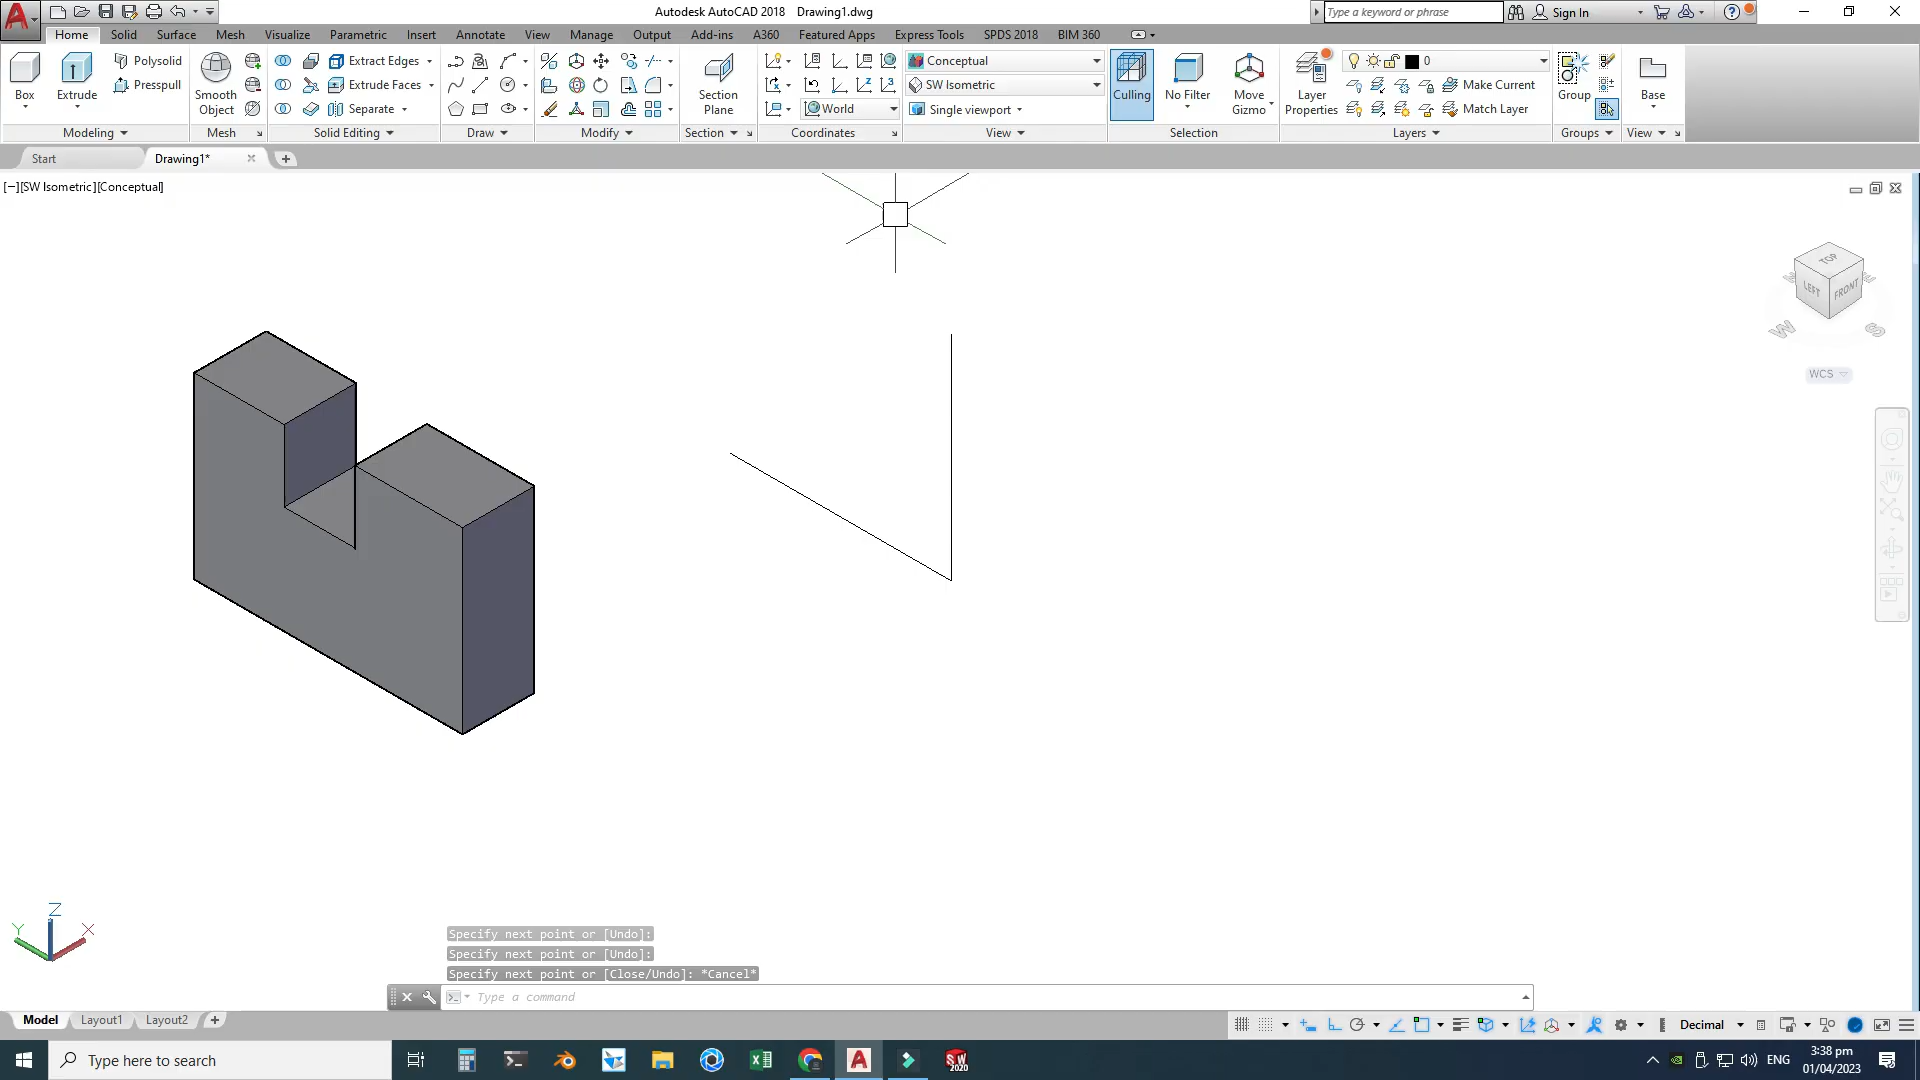 Autodesk AutoCAD 2018 Drawing1.dwg
Type a keyword or phrase
Sign In
Home Solid Surface Mesh Visualize Parametric Insert Annotate View Manage Output Add-ins A360 Featured Apps Express Tools SPDS 2018 BIM 360
Box
Extrude
Polysolid
Presspull
Modeling
Smooth
Object
Mesh
Extract Edges
Extrude Faces
Separate
Solid Editing
Draw
Modify
Section
Plane
Section
World
Coordinates
Conceptual
SW Isometric
Single viewport
View
Culling
No Filter
Move
Gizmo
Selection
Layer
Properties
0
Make Current
Match Layer
Layers
Group
Groups
Base
View
Start
Drawing1*
[−][SW Isometric][Conceptual]
TOP
LEFT
FRONT
W
S
WCS
Z
Y
X
Specify next point or [Undo]:
Specify next point or [Undo]:
Specify next point or [Close/Undo]: *Cancel*
Type a command
Model Layout1 Layout2
Decimal
Type here to search
SW
2020
ENG
3:38 pm
01/04/2023